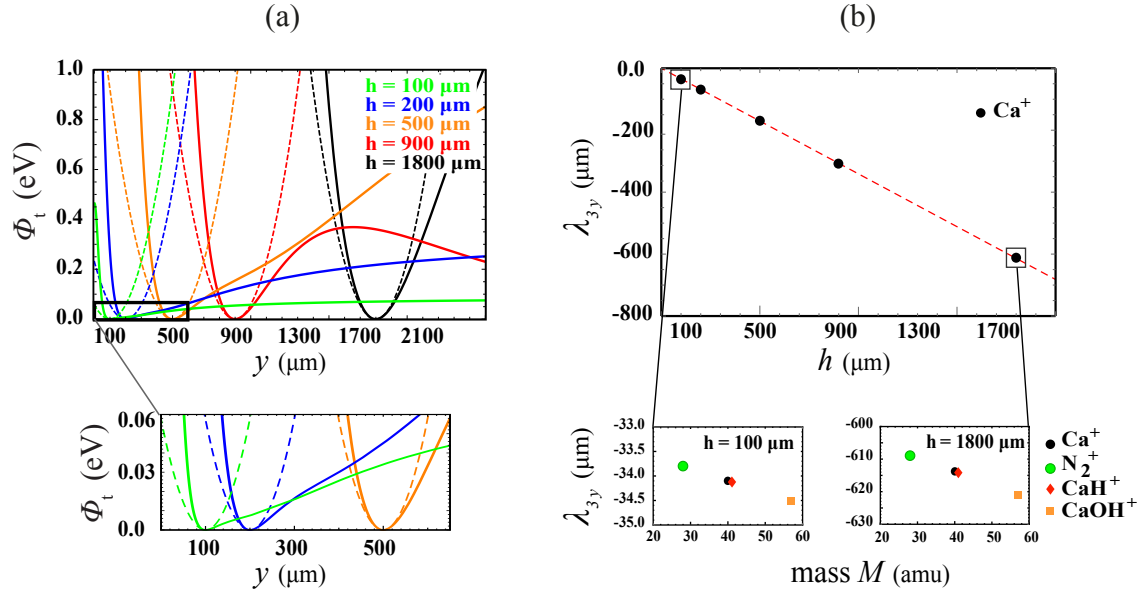 (a)
Φt (eV)
1.0
0.8
0.6
0.4
0.2
0.0
h = 100 μm
h = 200 μm
h = 500 μm
h = 900 μm
h = 1800 μm
100 500 900 1300 1700 2100
y (μm)
Φt (eV)
0.06
0.03
0.0
100 300 500
y (μm)
(b)
λ3y (μm)
0.0
-200
-400
-600
-800
Ca+
100 500 900 1300 1700
h (μm)
λ3y (μm)
-33.0
-33.5
-34.0
-34.5
-35.0
h = 100 μm
20 30 40 50 60
-600
-610
-620
-630
h = 1800 μm
20 30 40 50 60
Ca+
N2+
CaH+
CaOH+
mass M (amu)